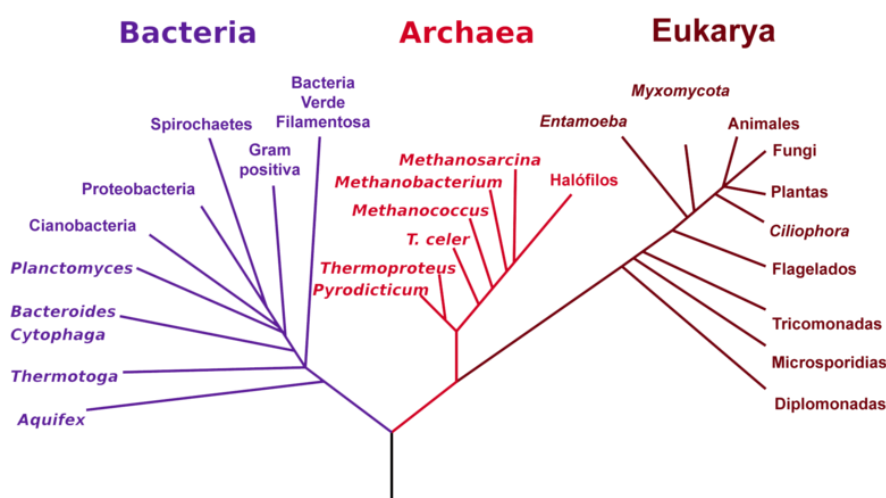 Bacteria
Archaea
Eukarya
Bacteria
Verde
Filamentosa
Spirochaetes
Gram
positiva
Proteobacteria
Cianobacteria
Planctomyces
Bacteroides
Cytophaga
Thermotoga
Aquifex
Methanosarcina
Methanobacterium
Halófilos
Methanococcus
T. celer
Thermoproteus
Pyrodicticum
Myxomycota
Entamoeba
Animales
Fungi
Plantas
Ciliophora
Flagelados
Tricomonadas
Microsporidias
Diplomonadas